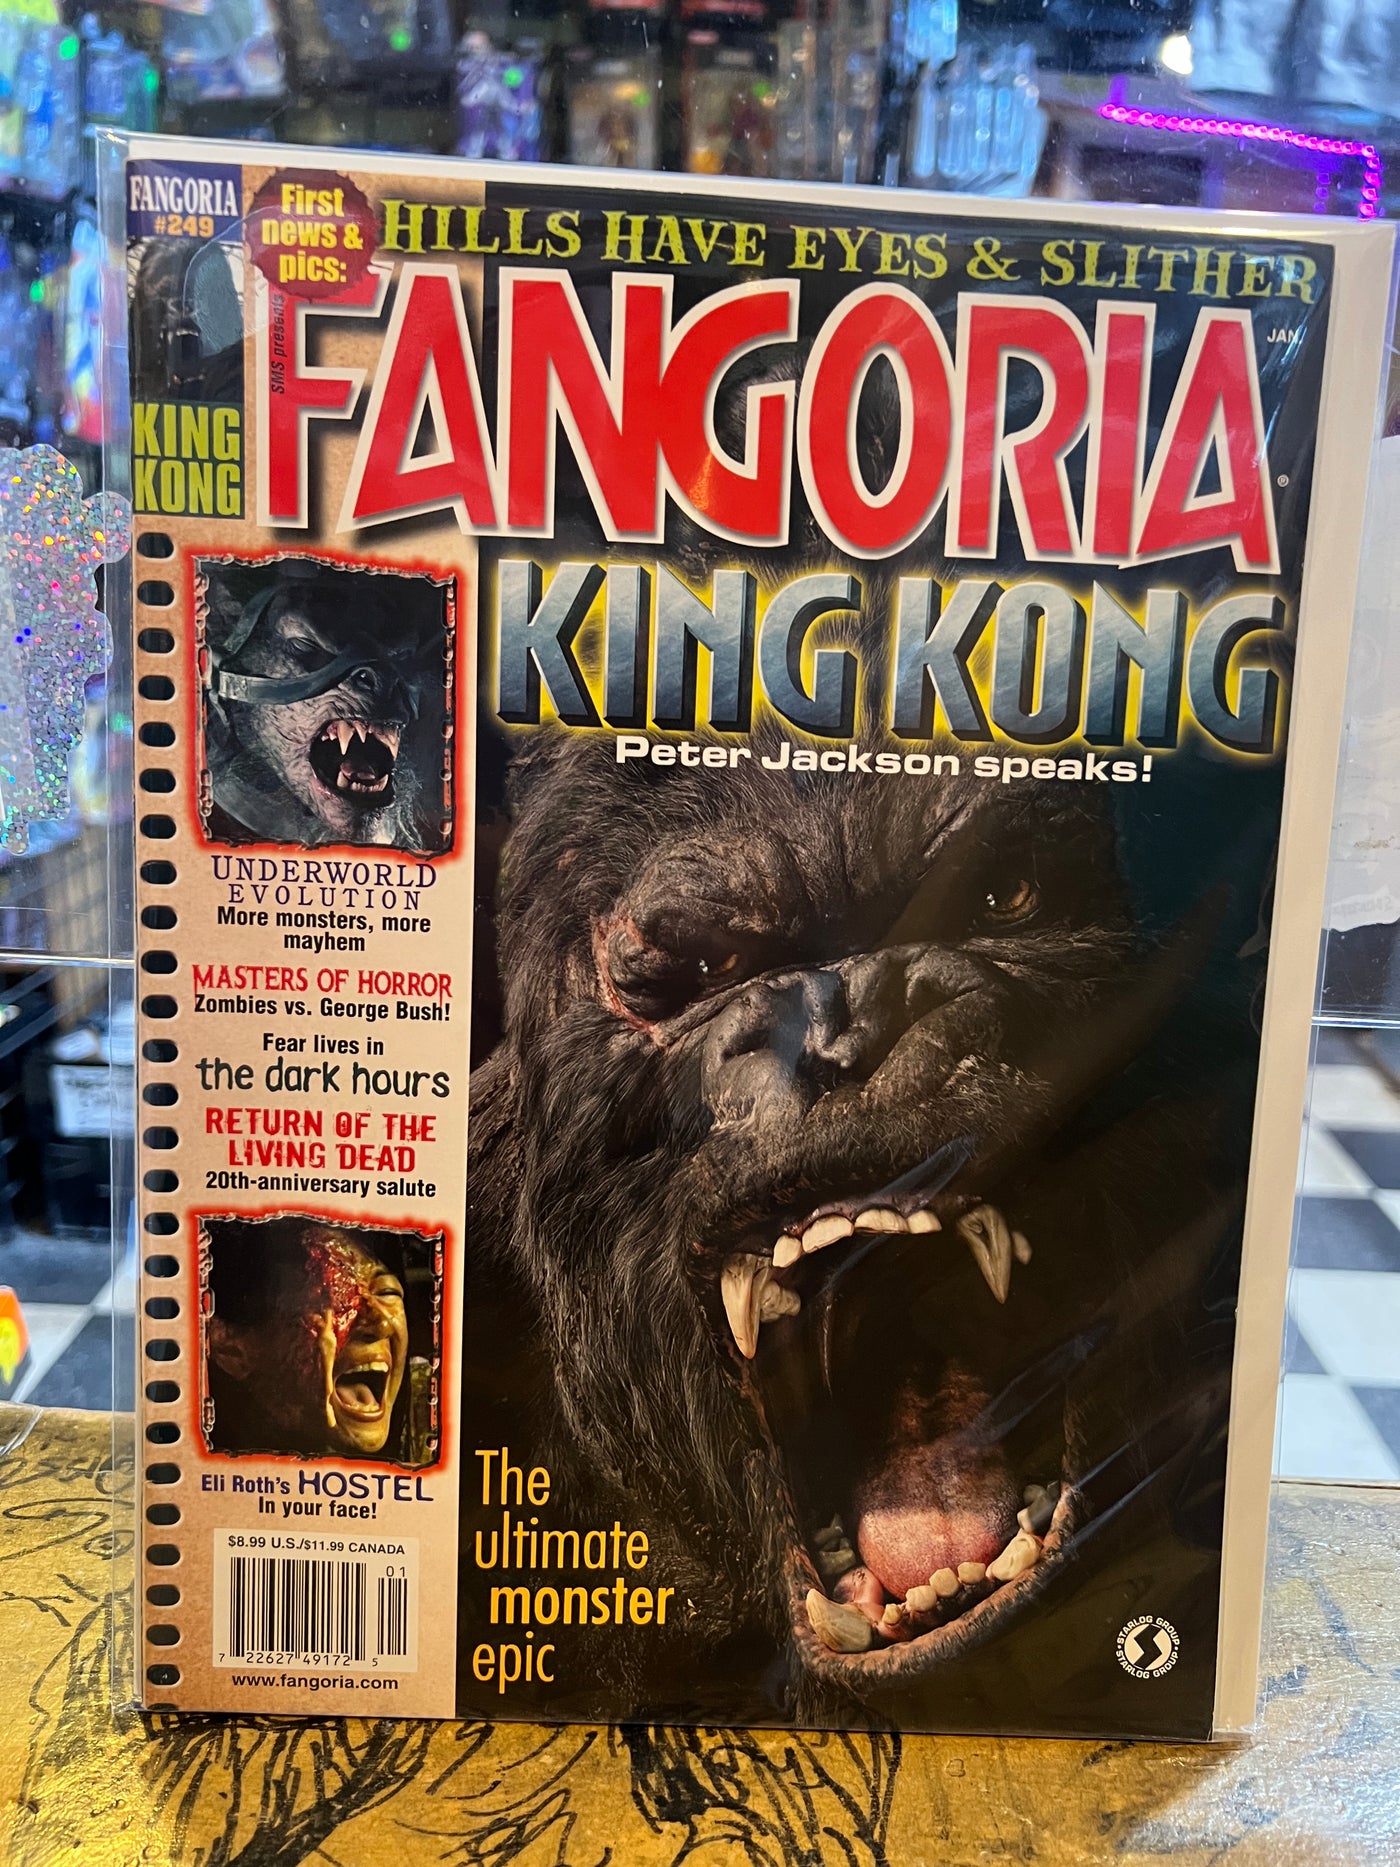 FANGORIA
#249
First
news &
pics:
HILLS HAVE EYES & SLITHER
SMS presents
FANGORIA
JAN.
®
KING
KONG
KING KONG
Peter Jackson speaks!
UNDERWORLD
EVOLUTION
More monsters, more
mayhem
MASTERS OF HORROR
Zombies vs. George Bush!
Fear lives in
the dark hours
RETURN OF THE
LIVING DEAD
20th-anniversary salute
Eli Roth's HOSTEL
In your face!
The
ultimate
monster
epic
$8.99 U.S./$11.99 CANADA
01
7 22627 49172 5
www.fangoria.com
STARLOG GROUP
STARLOG GROUP